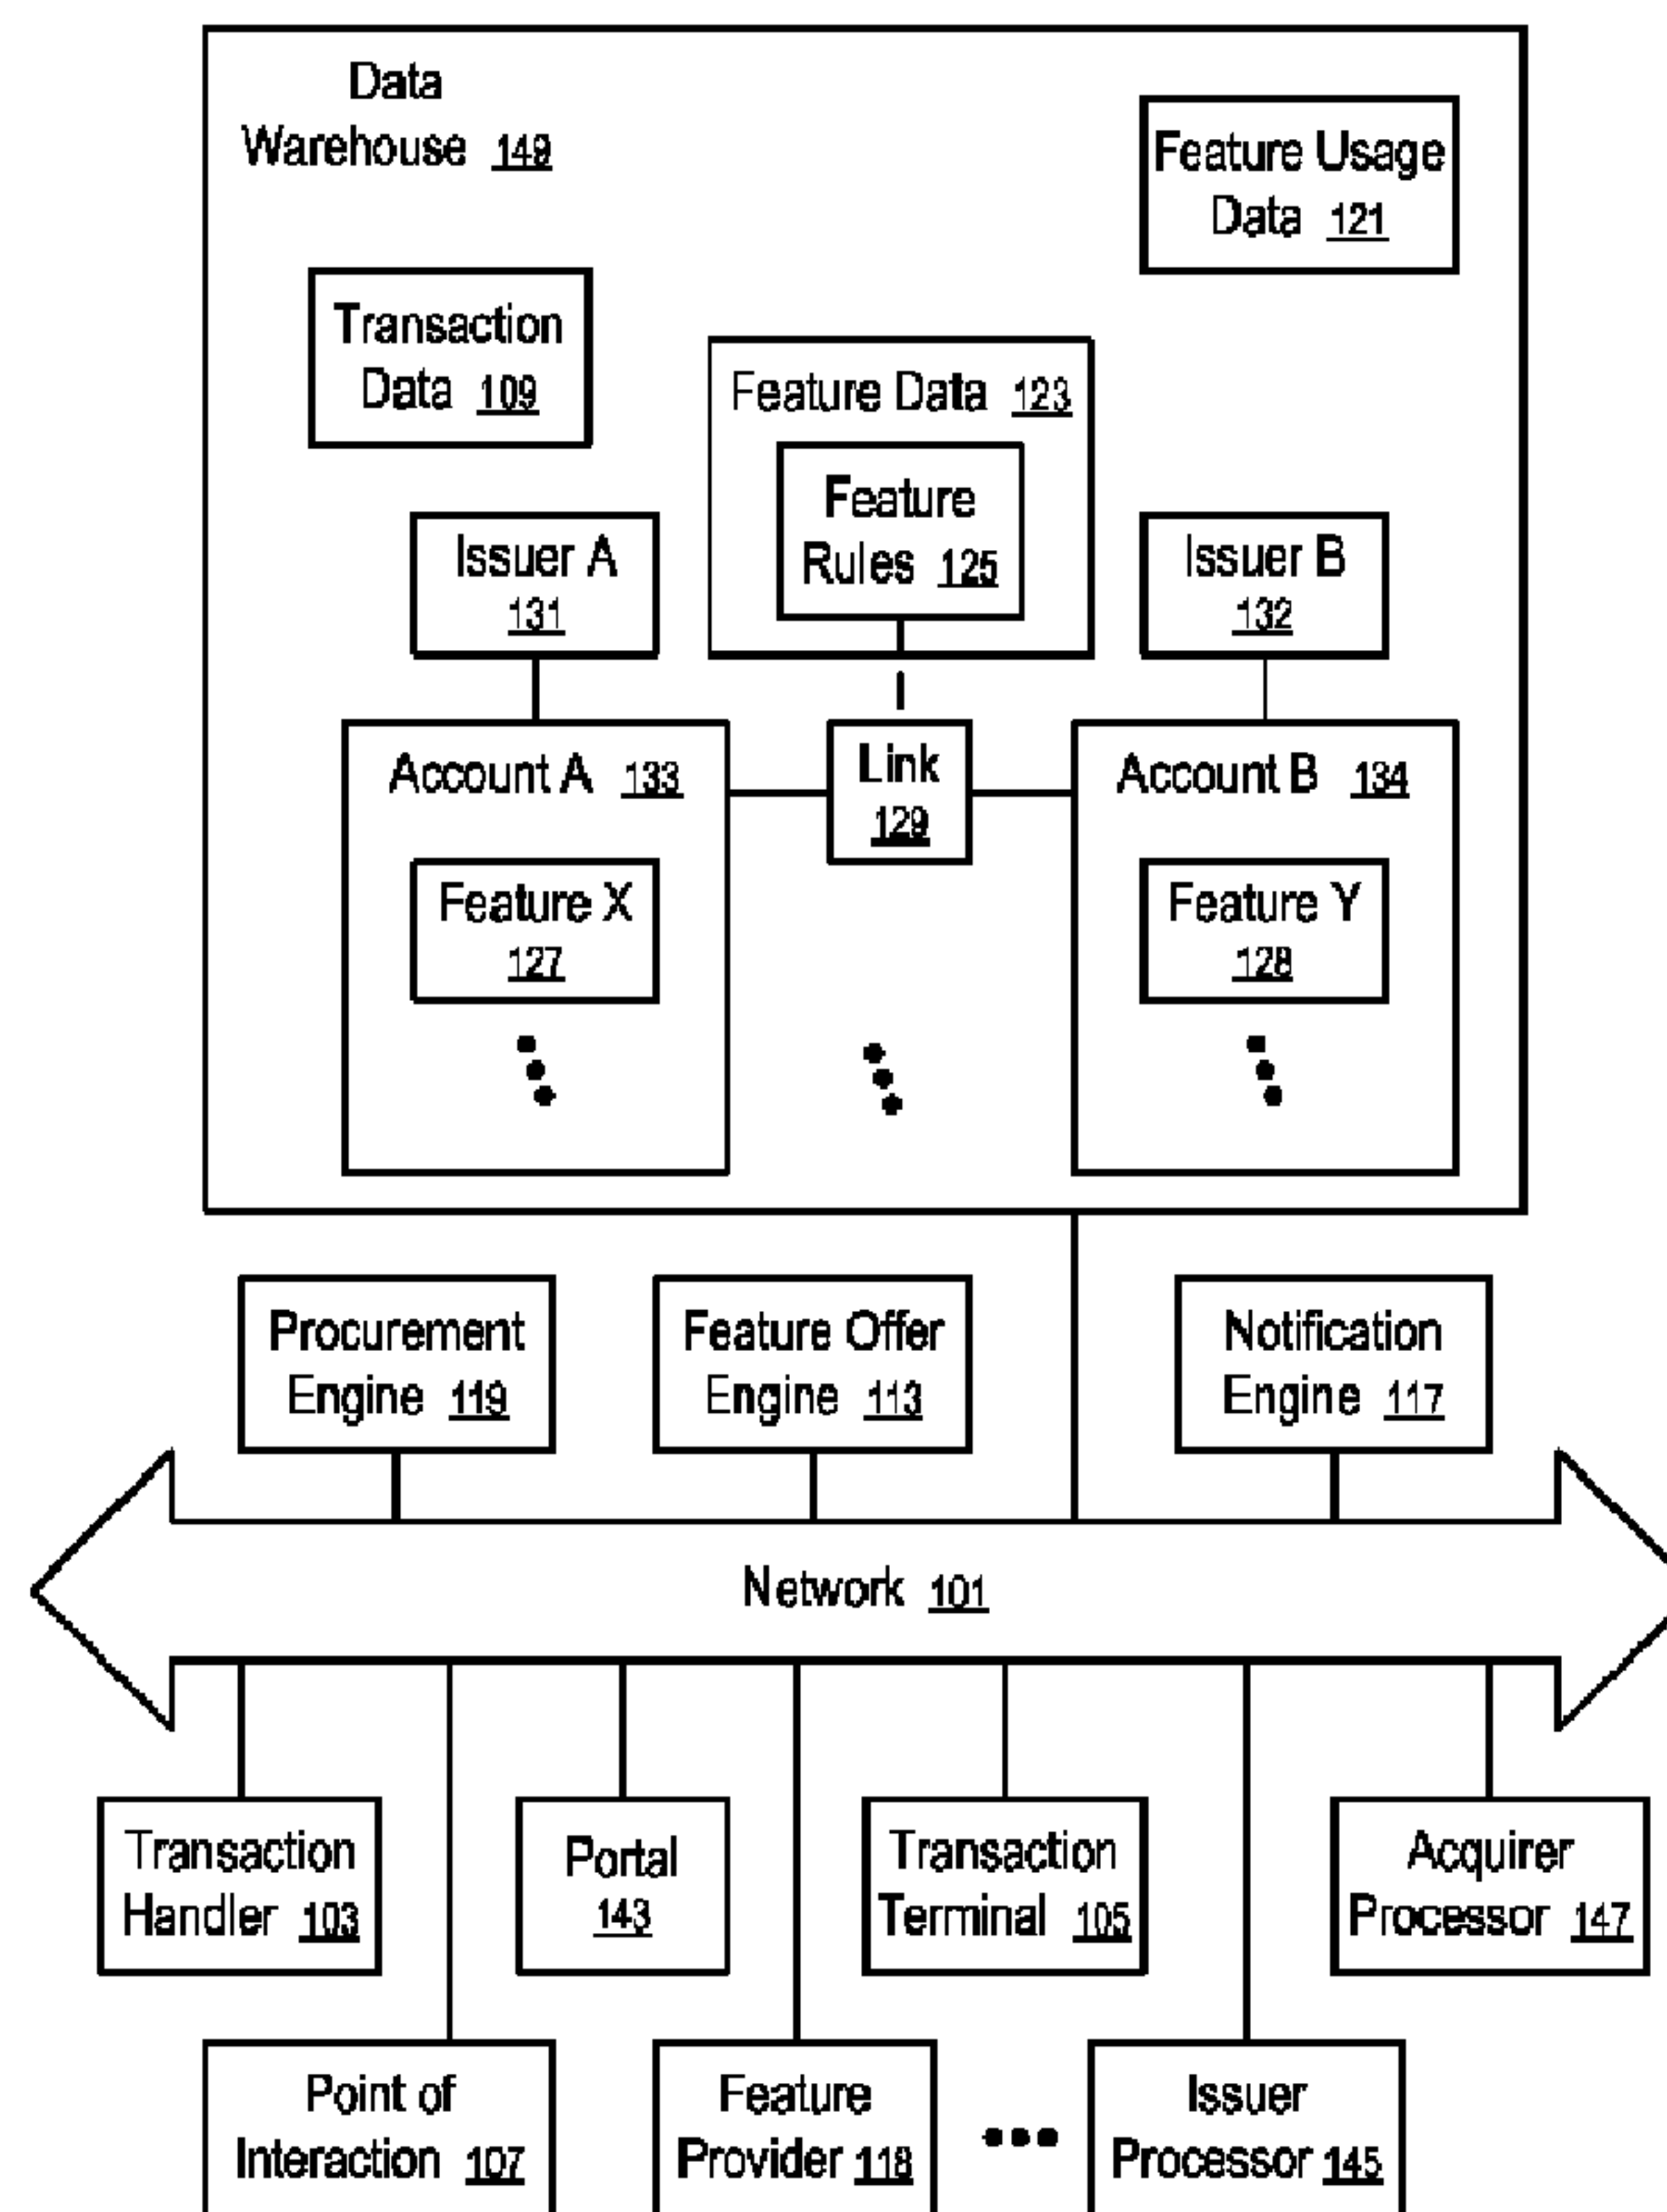 Data
Warehouse 149
Feature Usage
Data 121
Transaction
Data 109
Feature Data 123
Feature
Rules 125
Issuer A
131
Issuer B
132
Account A 133
Link
129
Account B 134
Feature X
127
Feature Y
128
Procurement
Engine 119
Feature Offer
Engine 113
Notification
Engine 117
Network 101
Transaction
Handler 103
Portal
143
Transaction
Terminal 105
Acquirer
Processor 147
Point of
Interaction 107
Feature
Provider 118
Issuer
Processor 145